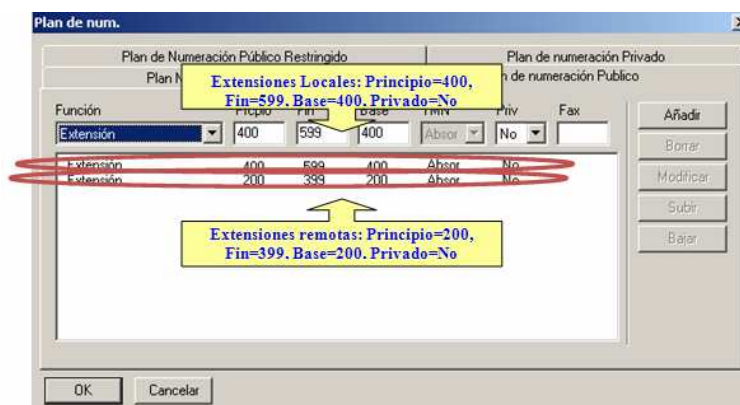 Plan de num.
Plan de Numeración Público Restringido
Plan de numeración Privado
Plan N
n de numeración Publico
Extensiones Locales: Principio=400,
Fin=599. Base=400. Privado=No
Función Fin Base Priv Fax
Extensión 400 599 400 Absor No
Añadir
Borrar
Extensión 400 599 400 Absor No
Extensión 200 399 200 Absor No
Modificar
Subir
Bajar
Extensiones remotas: Principio=200,
Fin=399. Base=200. Privado=No
OK
Cancelar